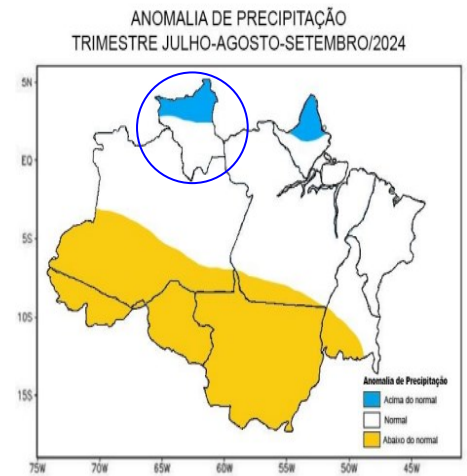 ANOMALIA DE PRECIPITAÇÃO
TRIMESTRE JULHO-AGOSTO-SETEMBRO/2024
5N
EQ
5S
10S
15S
Anomalia de Precipitação
Acima do normal
Normal
Abaixo do normal
75W 70W 65W 60W 55W 50W 45W